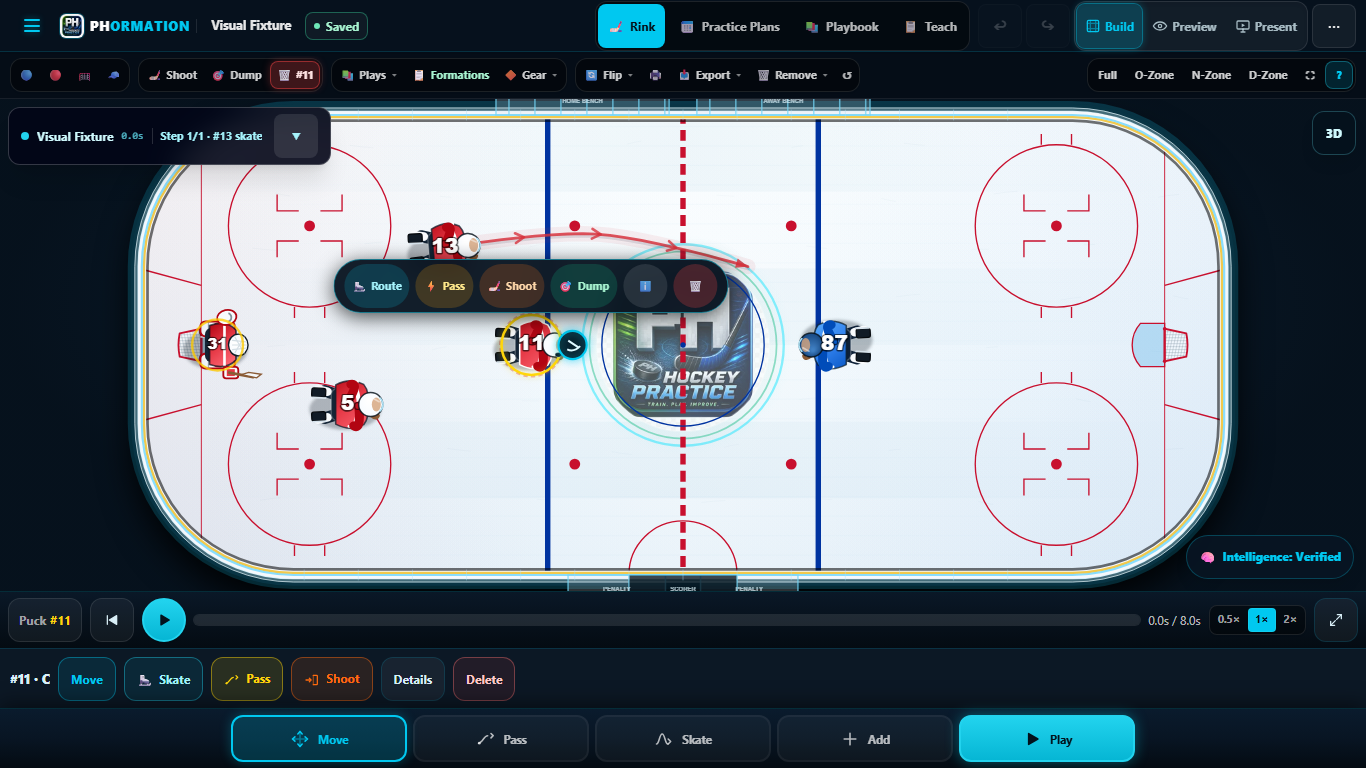 PH PHORMATION
Visual Fixture
Saved
Rink
Practice Plans
Playbook
Teach
Build
Preview
Present
...
Shoot
Dump
#11
Plays
Formations
Gear
Flip
Export
Remove
Full
O-Zone
N-Zone
D-Zone
?
HOME BENCH
AWAY BENCH
Visual Fixture 0.0s Step 1/1 · #13 skate
3D
13
Route
Pass
Shoot
Dump
31
11
87
5
HOCKEY
PRACTICE
TRAIN. PLAY. IMPROVE.
Intelligence: Verified
PENALTY
SCORER
PENALTY
Puck #11
0.0s / 8.0s
0.5×
1×
2×
#11 · C
Move
Skate
Pass
Shoot
Details
Delete
Move
Pass
Skate
Add
Play